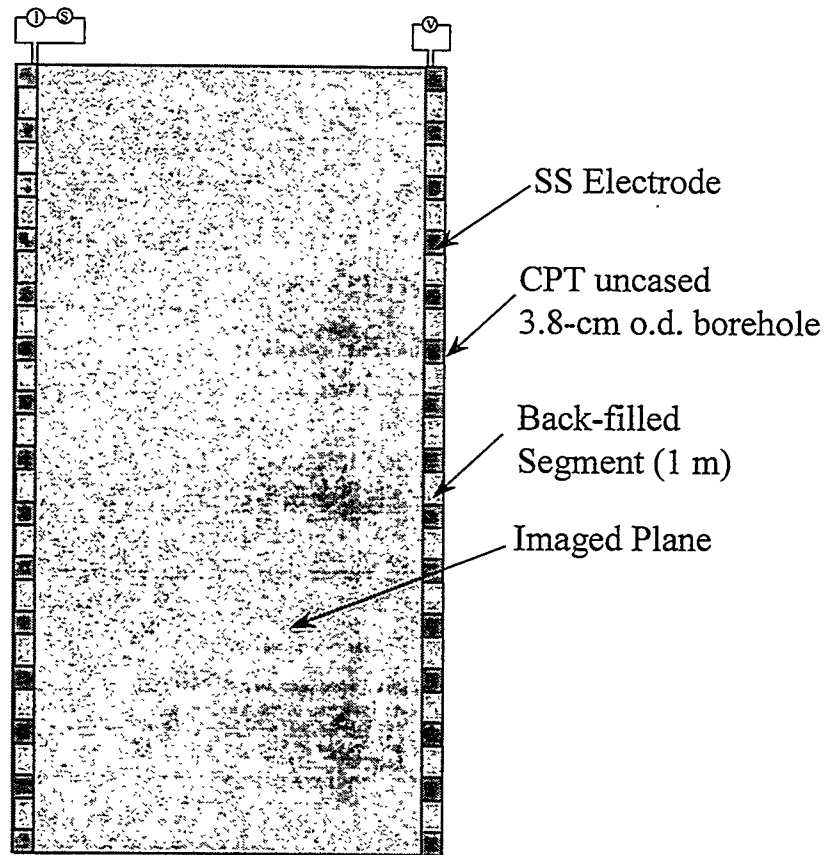 I S
V
SS Electrode
CPT uncased
3.8-cm o.d. borehole
Back-filled
Segment (1 m)
Imaged Plane